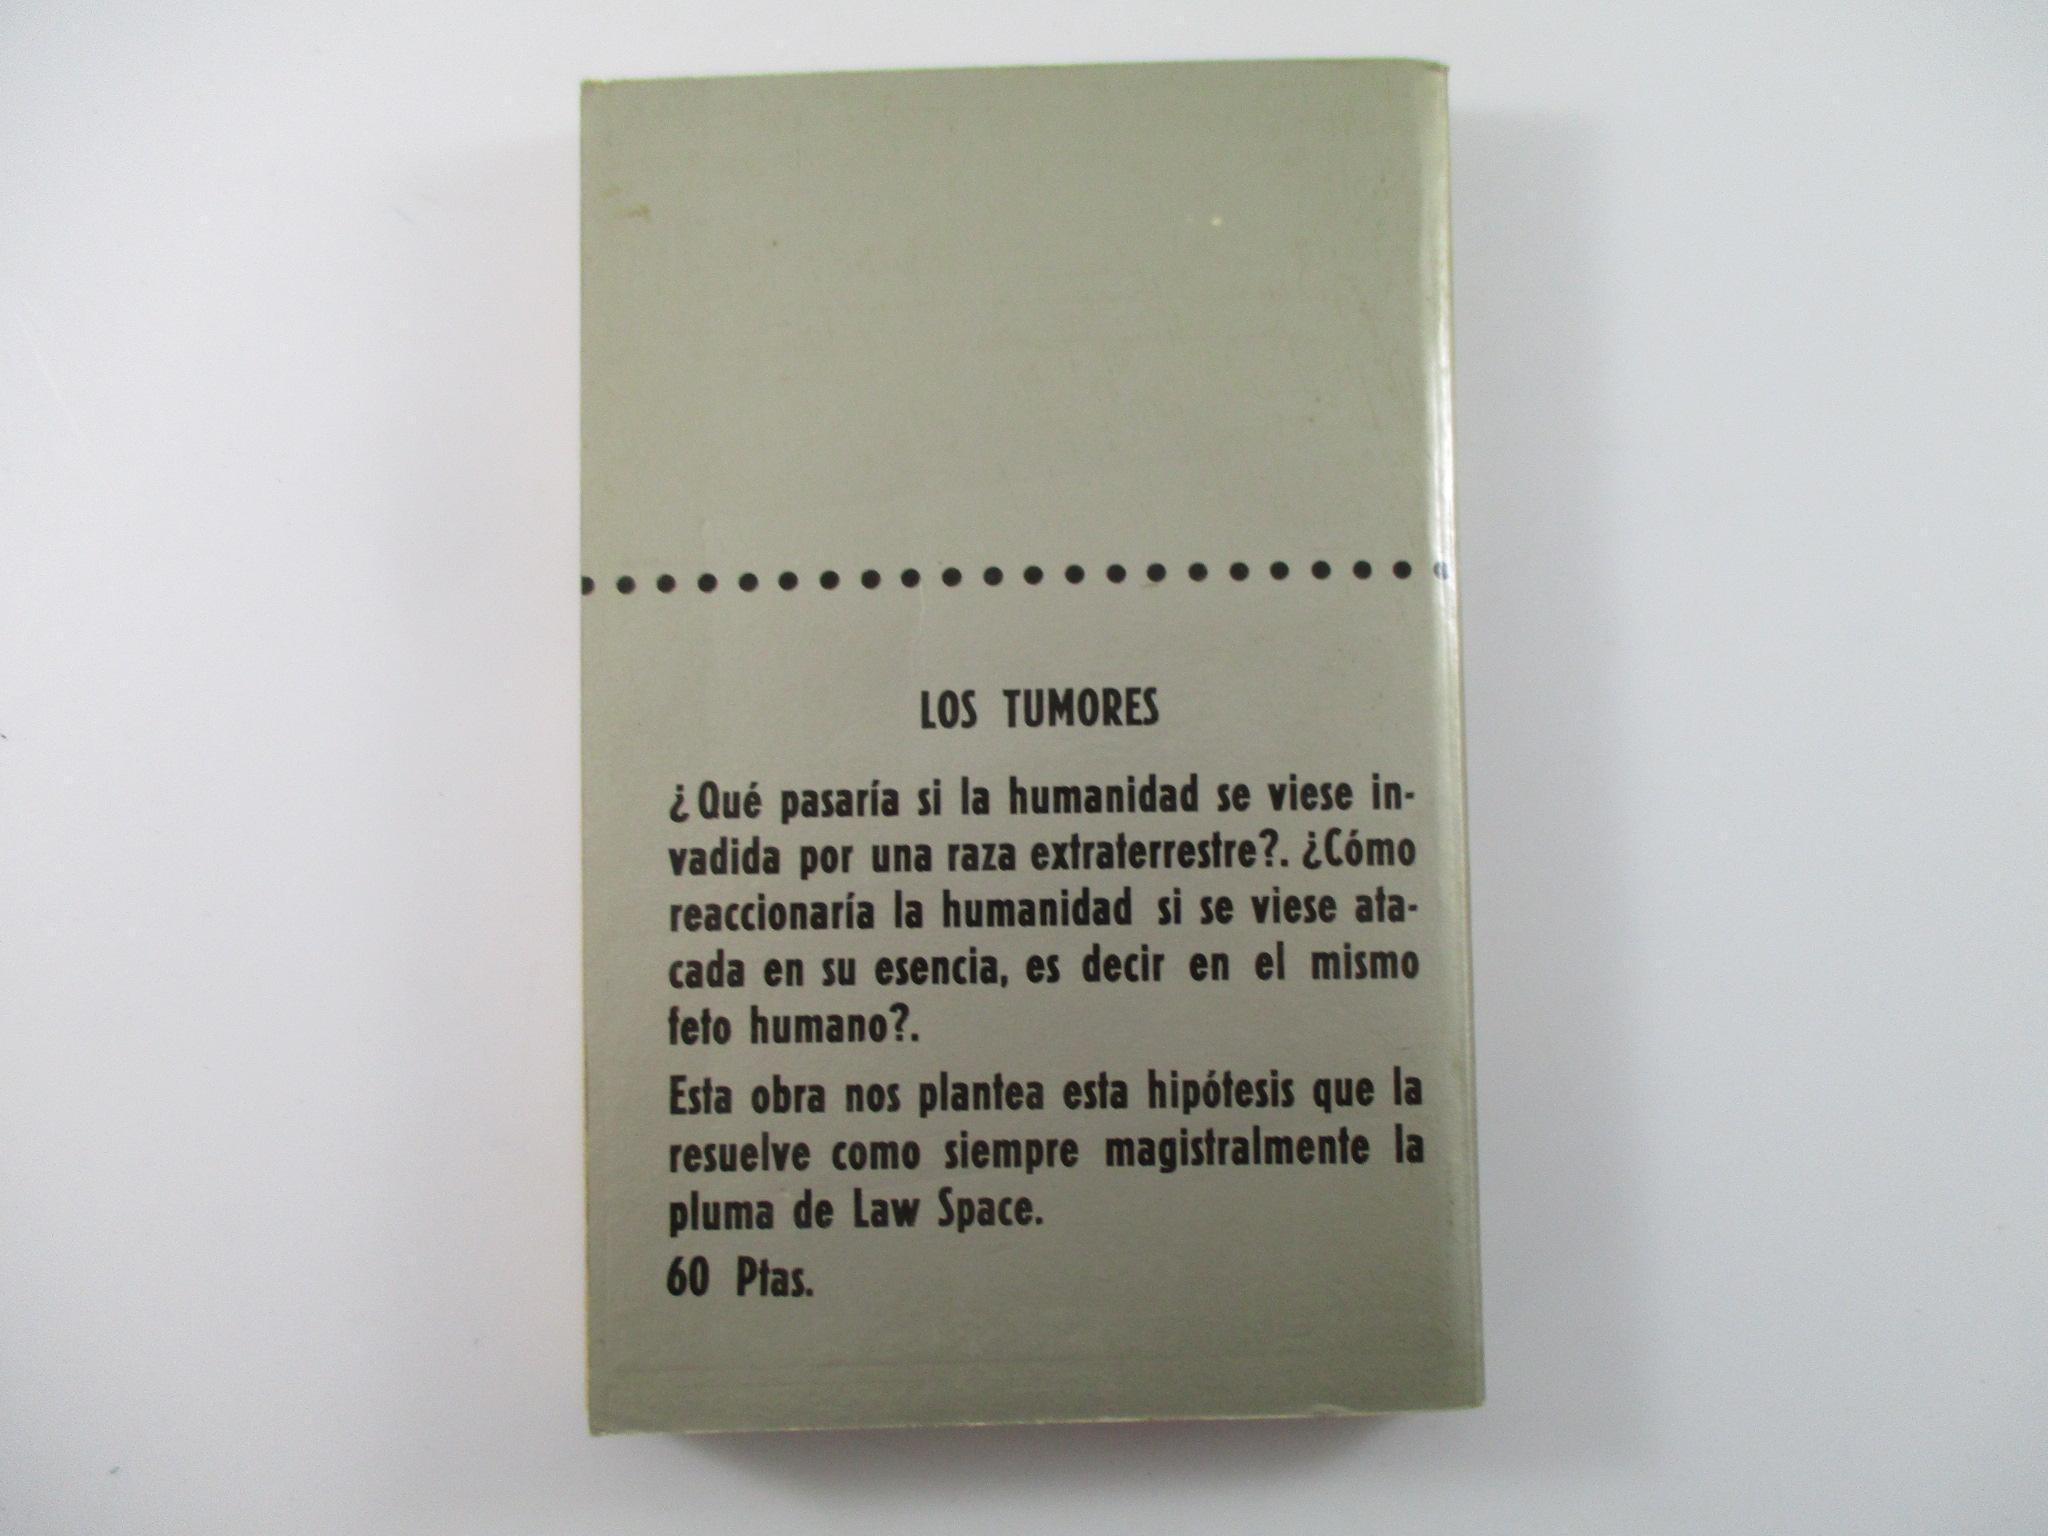 LOS TUMORES
¿Qué pasaría si la humanidad se viese in-
vadida por una raza extraterrestre?. ¿Cómo
reaccionaría la humanidad si se viese ata-
cada en su esencia, es decir en el mismo
feto humano?.
Esta obra nos plantea esta hipótesis que la
resuelve como siempre magistralmente la
pluma de Law Space.
60 Ptas.